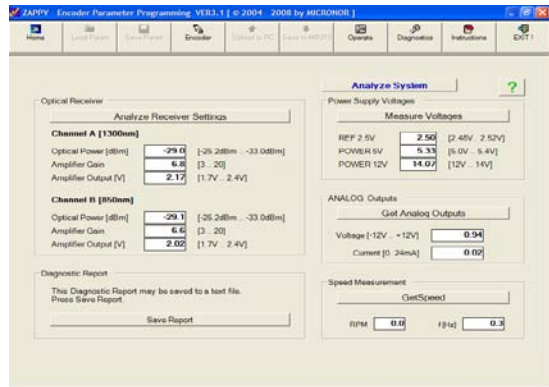 ZAPPY - Encoder Parameter Programming VER3.1 [ © 2004 - 2008 by MICRONOR ]
Home Load Param Save Param Encoder Upload to PC Save to MR210 Operate Diagnostics Instructions EXIT!
Analyze System ?
Optical Receiver
Analyze Receiver Settings
Channel A [1300nm]
Optical Power [dBm] -29.0 [-25.2dBm .. -33.0dBm]
Amplifier Gain 6.8 [3 .. 20]
Amplifier Output [V] 2.17 [1.7V .. 2.4V]
Channel B [850nm]
Optical Power [dBm] -29.1 [-25.2dBm .. -33.0dBm]
Amplifier Gain 6.6 [3 .. 20]
Amplifier Output [V] 2.02 [1.7V .. 2.4V]
Diagnostic Report
This Diagnostic Report may be saved to a text file.
Press Save Report.
Save Report
Power Supply Voltages
Measure Voltages
REF 2.5V 2.50 [2.48V.. 2.52V]
POWER 5V 5.33 [5.0V .. 5.4V]
POWER 12V 14.07 [12V .. 14V]
ANALOG Outputs
Get Analog Outputs
Voltage [-12V .. +12V] 0.94
Current [0..24mA] 0.02
Speed Measurement
GetSpeed
RPM 0.0 f [Hz] 0.3